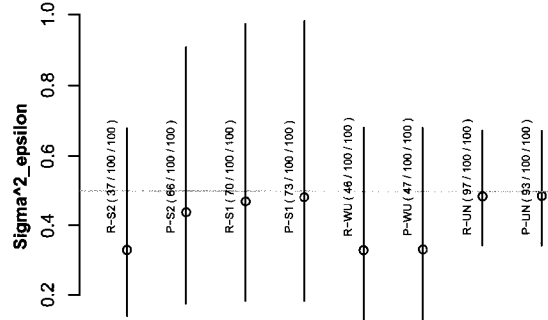 Sigma^2_epsilon
1.0
0.8
0.6
0.4
0.2
R-S2 ( 37 / 100 / 100 )
P-S2 ( 66 / 100 / 100 )
R-S1 ( 70 / 100 / 100 )
P-S1 ( 73 / 100 / 100 )
R-WU ( 46 / 100 / 100 )
P-WU ( 47 / 100 / 100 )
R-UN ( 97 / 100 / 100 )
P-UN ( 93 / 100 / 100 )